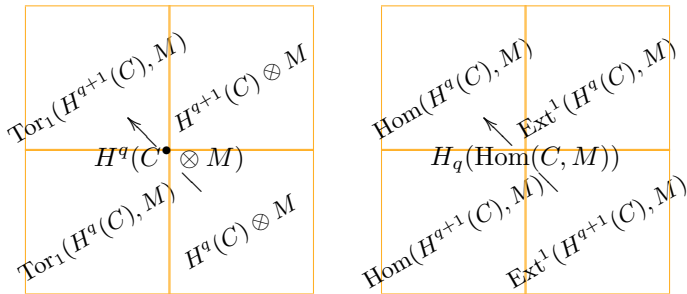 Tor₁(H^{q+1}(C), M)
H^{q+1}(C) ⊗ M
H^q(C ⊗ M)
Tor₁(H^q(C), M)
H^q(C) ⊗ M
Hom(H^q(C), M)
Ext¹(H^q(C), M)
H_q(Hom(C, M))
Hom(H^{q+1}(C), M)
Ext¹(H^{q+1}(C), M)